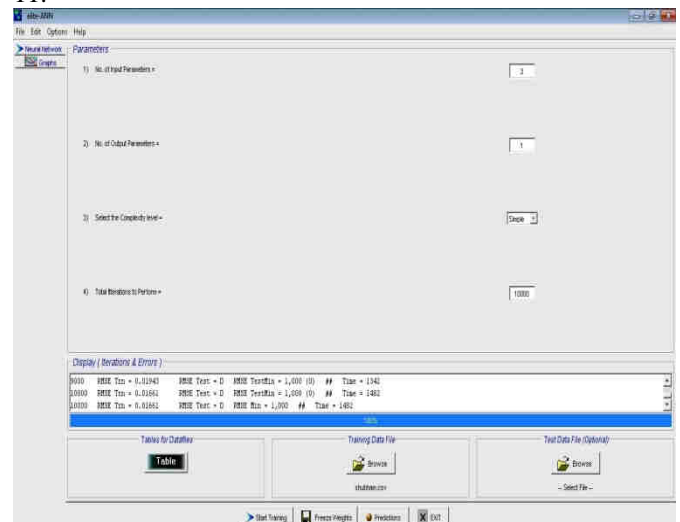 elite-ANN
File Edit Options Help
Neural Network
Graphs
Parameters
1) No. of Input Parameters =
3
2) No. of Output Parameters =
1
3) Select the Complexity level =
Simple
4) Total Itterations to Perform =
10000
Display ( Iterations & Errors )
9000 RMSE Trn = 0.01943 RMSE Test = D RMSE TestMin = 1,000 (0) ## Time = 1342
10000 RMSE Trn = 0.01661 RMSE Test = D RMSE TestMin = 1,000 (0) ## Time = 1482
10000 RMSE Trn = 0.01661 RMSE Test = D RMSE Min = 1,000 ## Time = 1482
100%
Tables for Datafiles
Training Data File
Test Data File (Optional)
Table
Browse
Browse
-- Select File --
Start Training
Freeze Weights
Predictions
EXIT